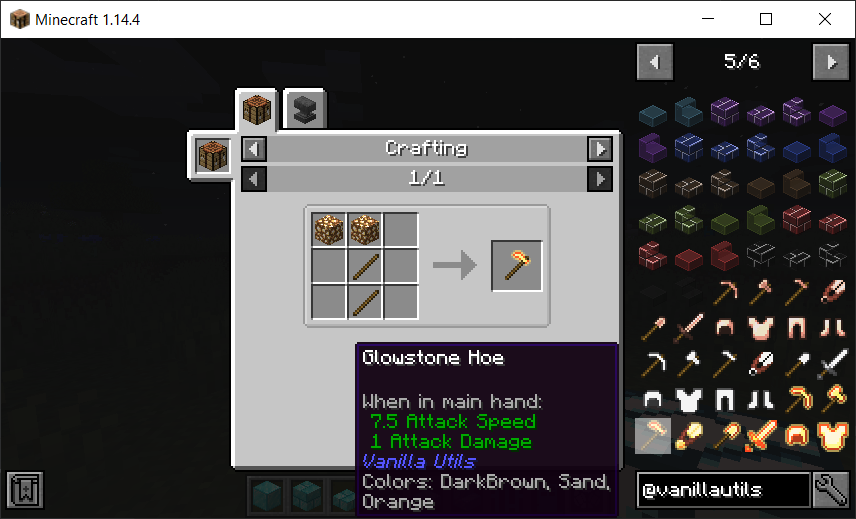 Minecraft 1.14.4
5/6
Crafting
1/1
Glowstone Hoe
When in main hand:
7.5 Attack Speed
1 Attack Damage
Vanilla Utils
Colors: DarkBrown, Sand,
Orange
@vanillautils